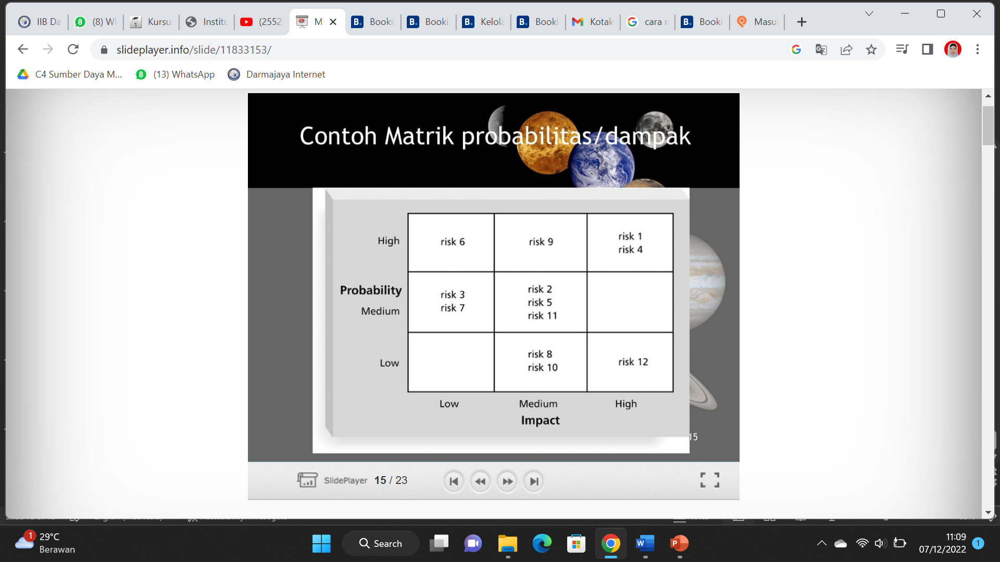 IIB Da
(8) W
Kursu
Institu
(2552
M
Booki
Booki
Kelola
Booki
Kotak
cara
Booki
Masu
slideplayer.info/slide/11833153/
C4 Sumber Daya M...
(13) WhatsApp
Darmajaya Internet
Contoh Matrik probabilitas/dampak
High
risk 6
risk 9
risk 1
risk 4
Probability
Medium
risk 3
risk 7
risk 2
risk 5
risk 11
Low
risk 8
risk 10
risk 12
Low
Medium
High
Impact
15
SlidePlayer
15 / 23
1
29°C
Berawan
Search
11:09
07/12/2022
1